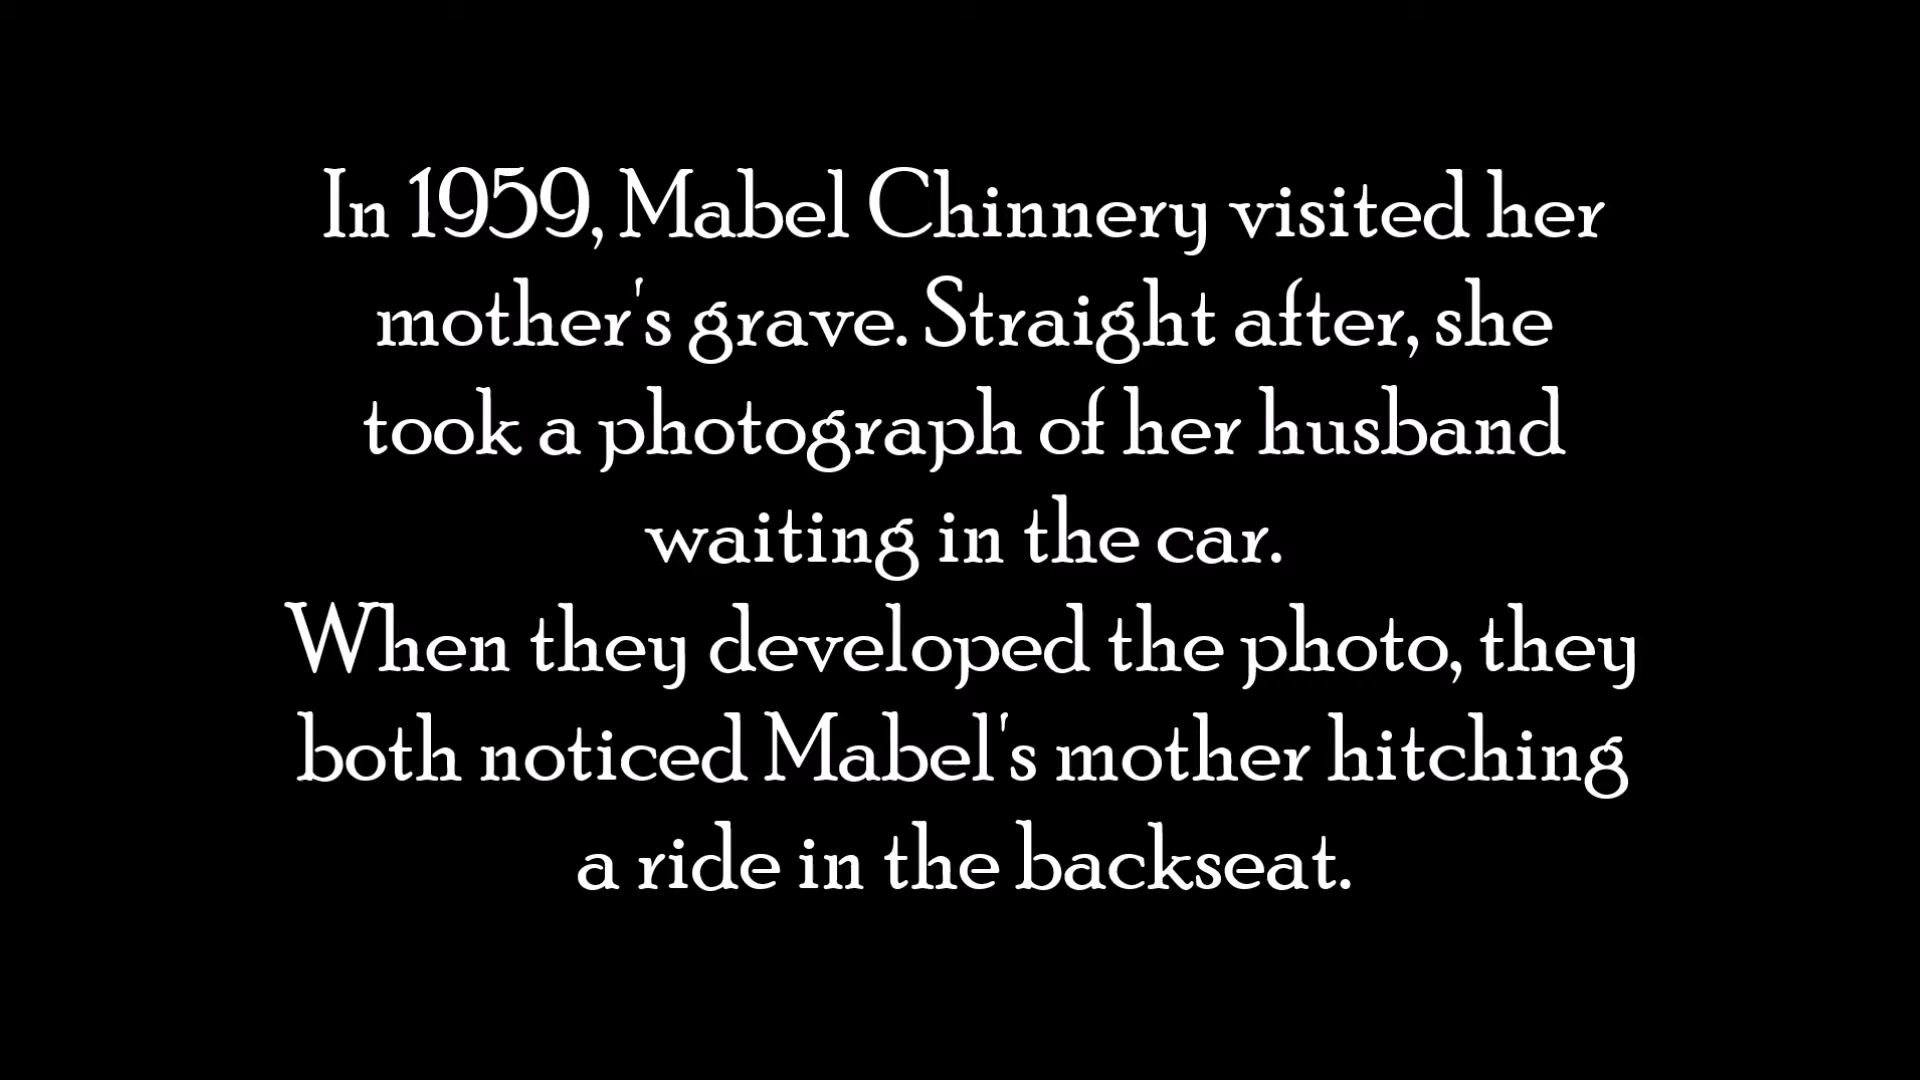 In 1959, Mabel Chinnery visited her
mother's grave. Straight after, she
took a photograph of her husband
waiting in the car.
When they developed the photo, they
both noticed Mabel's mother hitching
a ride in the backseat.